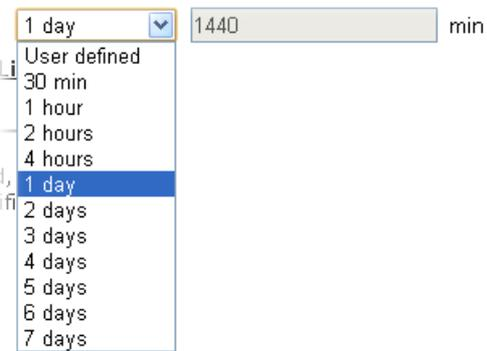 1 day 1440 min
User defined
Li
30 min
1 hour
2 hours
4 hours
1 day
2 days
3 days
4 days
5 days
6 days
7 days